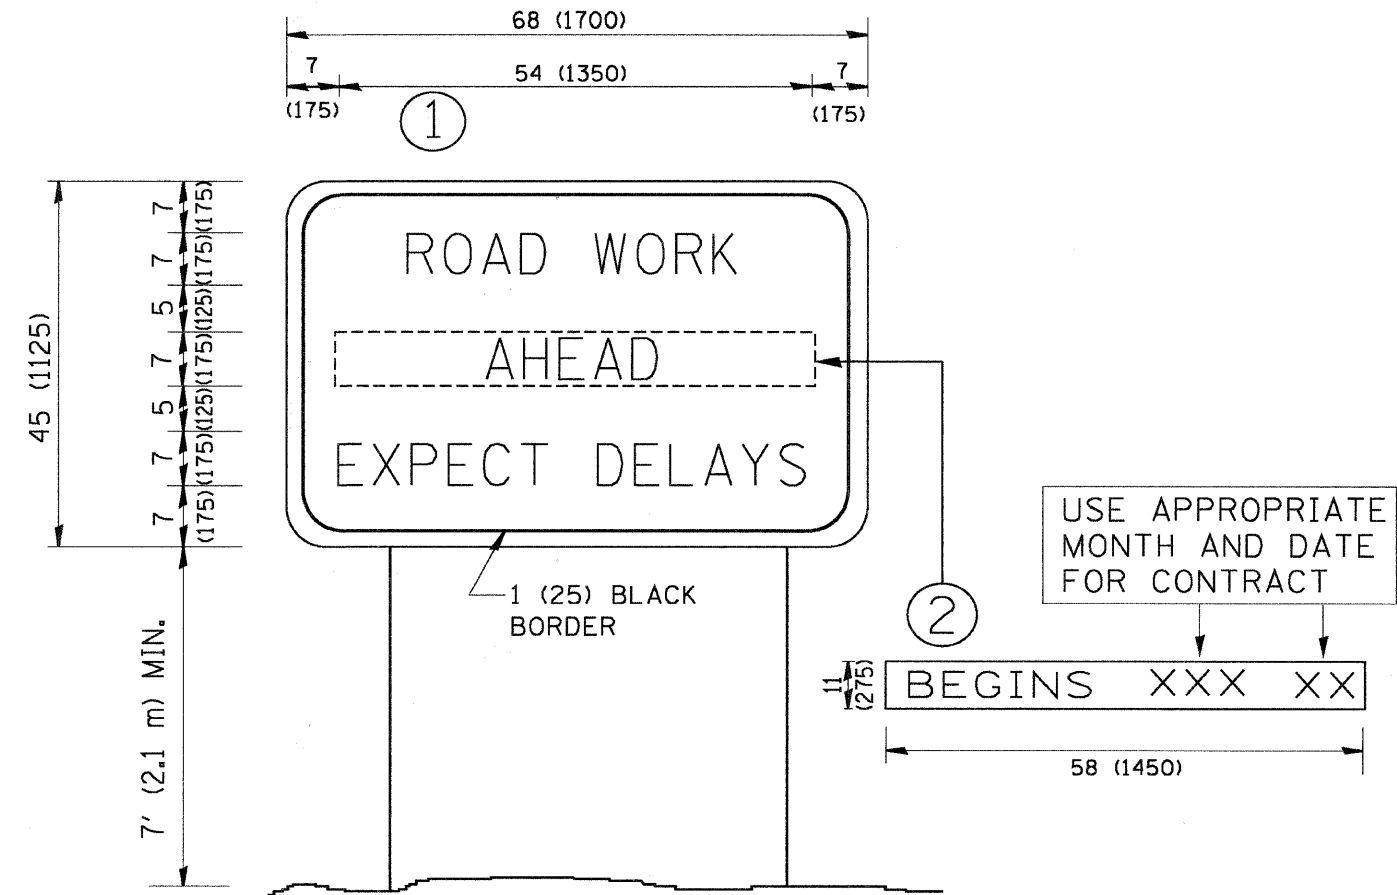 68 (1700)
7
54 (1350)
7
(175)
(175)
1
45 (1125)
7
(175)
7
(175)
5
(125)
7
(175)
5
(125)
7
(175)
7
(175)
ROAD WORK
AHEAD
EXPECT DELAYS
1 (25) BLACK
BORDER
7' (2.1 m) MIN.
2
USE APPROPRIATE
MONTH AND DATE
FOR CONTRACT
11
(275)
BEGINS XXX XX
58 (1450)